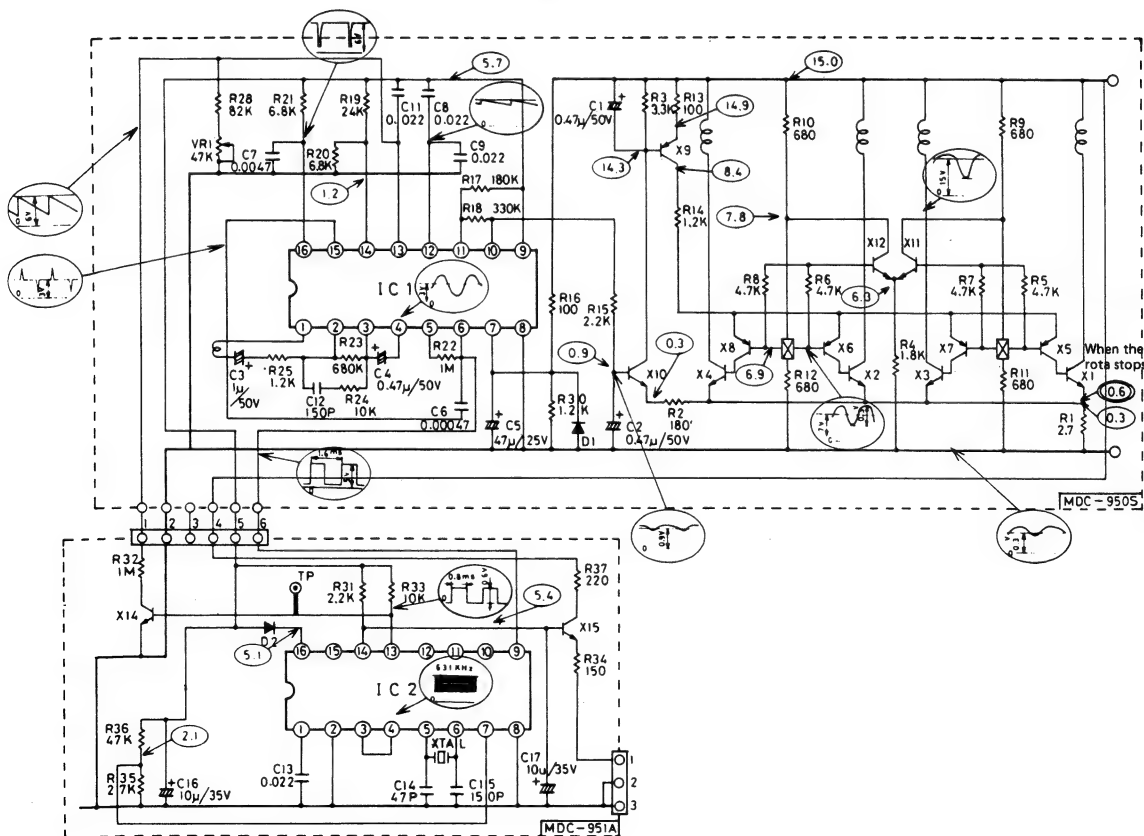 6V
5.7
15.0
R28
82K
R21
6.8K
R19
24K
C11
0.022
C8
0.022
C1
0.47μ/50V
R3
3.3K
R13
100
14.9
R10
680
R9
680
VR1
47K
C7
0.0047
R20
6.8K
C9
0.022
X9
14.3
8.4
15V
0
1.2
R17 180K
R18 330K
R14
1.2K
7.8
X12
X11
6V
0
16
15
14
13
12
11
10
9
IC1
R16
100
R15
2.2K
R8
4.7K
R6
4.7K
6.3
R7
4.7K
R5
4.7K
1
2
3
4
5
6
7
8
R23
680K
R22
1M
C3
1μ
/50V
R25
1.2K
C4
0.47μ/50V
C12
150P
R24
10K
C6
0.00047
0.9
0.3
X10
X4
X8
6.9
X6
X2
R4
1.8K
X7
X3
X5
X1
When the
rota stops
0.6
0.3
R12
680
R11
680
R1
2.7
C5
47μ/25V
R30
1.2K
D1
R2
180
C2
0.47μ/50V
1.6ms
MDC-950S
1
2
3
4
5
6
R32
1M
X14
TP
R31
2.2K
R33
10K
0.8ms
5.4
R37
220
X15
D2
5.1
16
15
14
13
12
11
10
9
R34
150
IC2
631KHz
0
R36
47K
2.1
1
2
3
4
5
6
7
8
XTAL
R35
2.7K
C16
10μ/35V
C13
0.022
C14
47P
C15
150P
C17
10μ/35V
1
2
3
MDC-951A